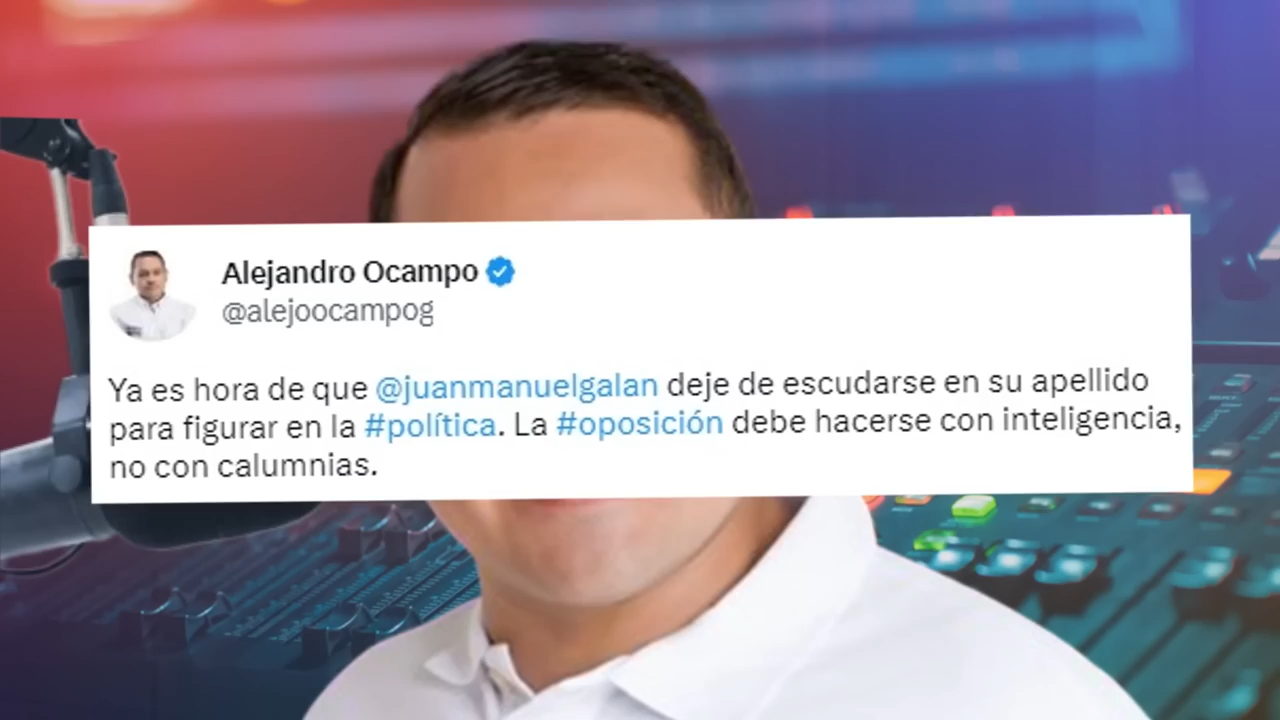 Alejandro Ocampo
@alejoocampog
Ya es hora de que @juanmanuelgalan deje de escudarse en su apellido
para figurar en la #política. La #oposición debe hacerse con inteligencia,
no con calumnias.